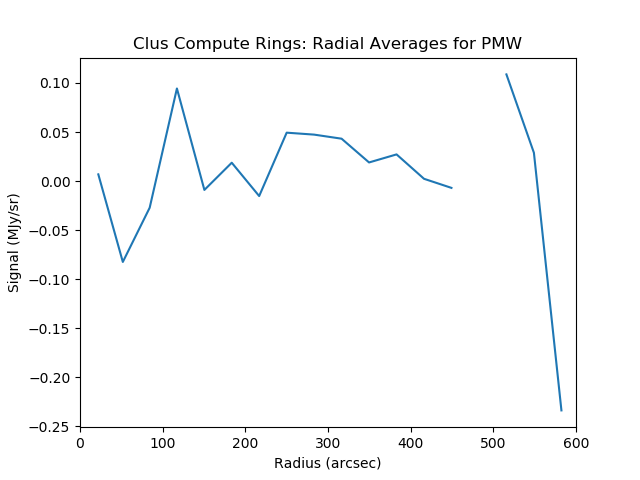 Clus Compute Rings: Radial Averages for PMW
0.10
0.05
0.00
−0.05
−0.10
−0.15
−0.20
−0.25
Signal (MJy/sr)
0 100 200 300 400 500 600
Radius (arcsec)